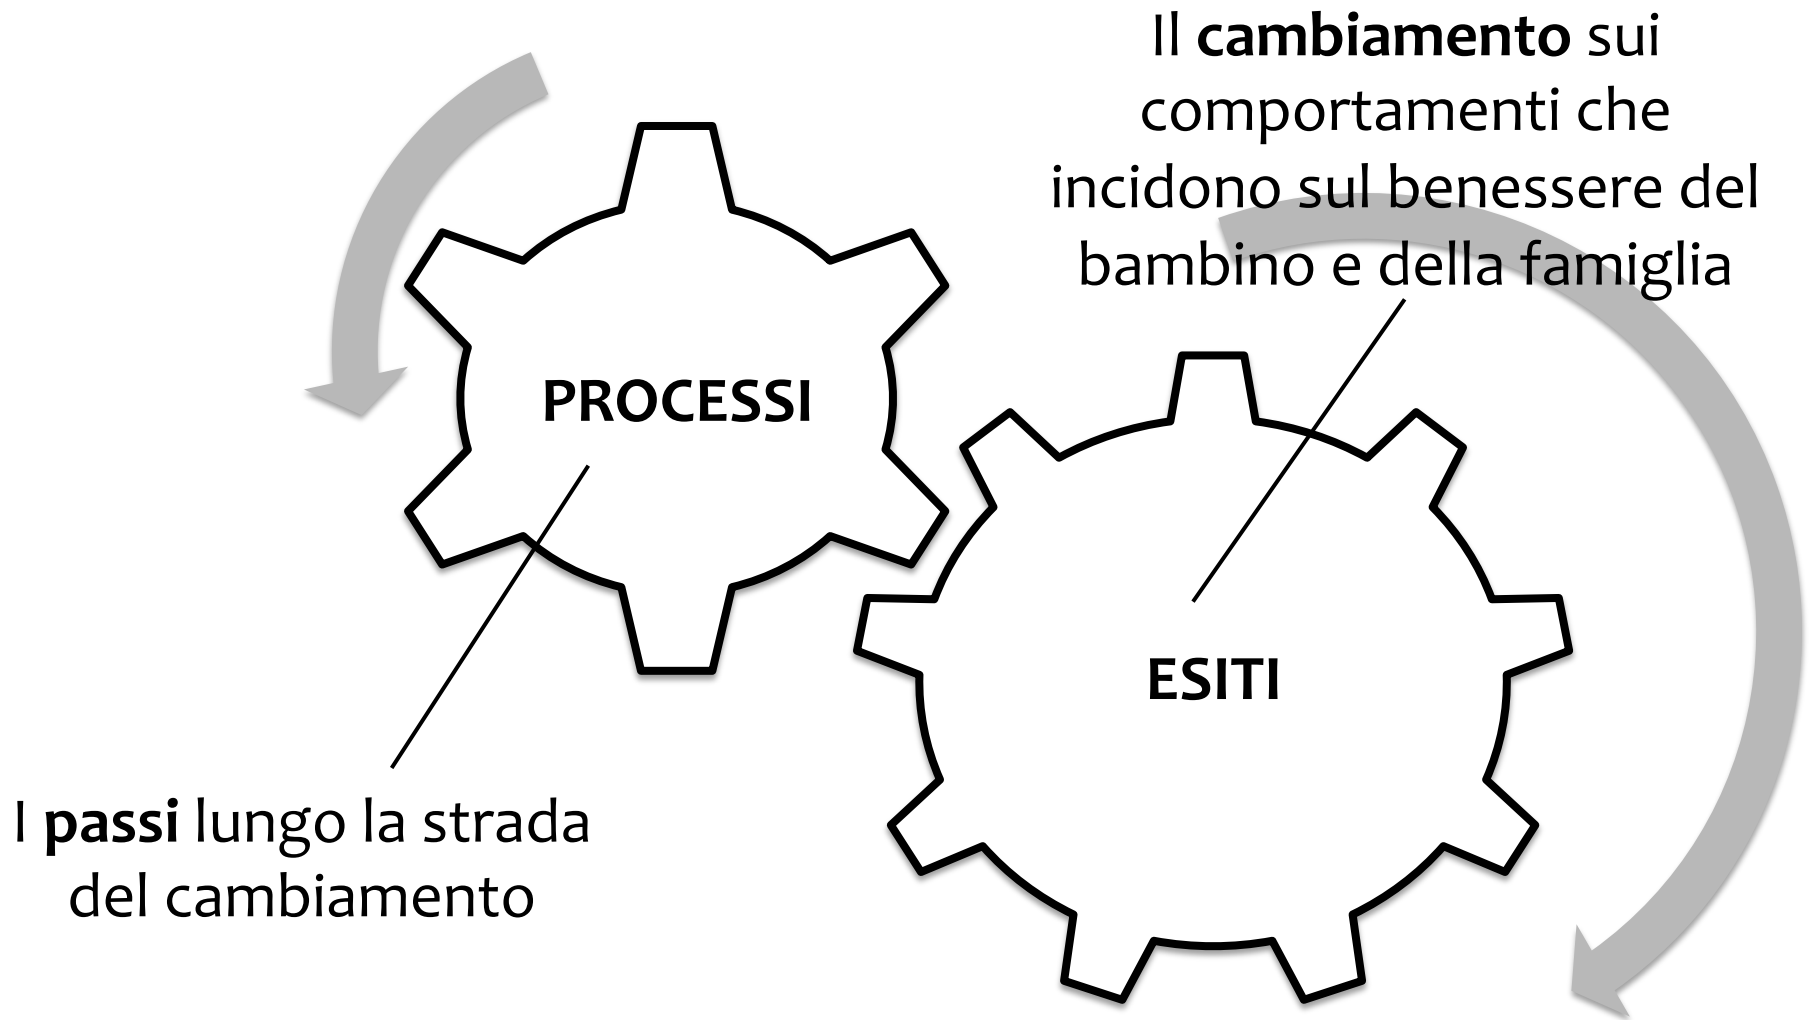 Il cambiamento sui
comportamenti che
incidono sul benessere del
bambino e della famiglia
PROCESSI
ESITI
I passi lungo la strada
del cambiamento